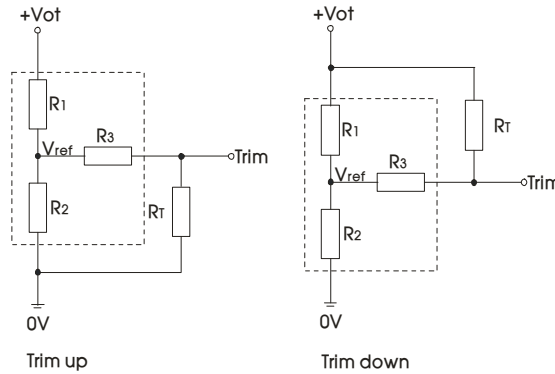 +Vot
R1
R3
Vref
Trim
R2
RT
0V
Trim up
+Vot
R1
RT
R3
Vref
Trim
R2
0V
Trim down